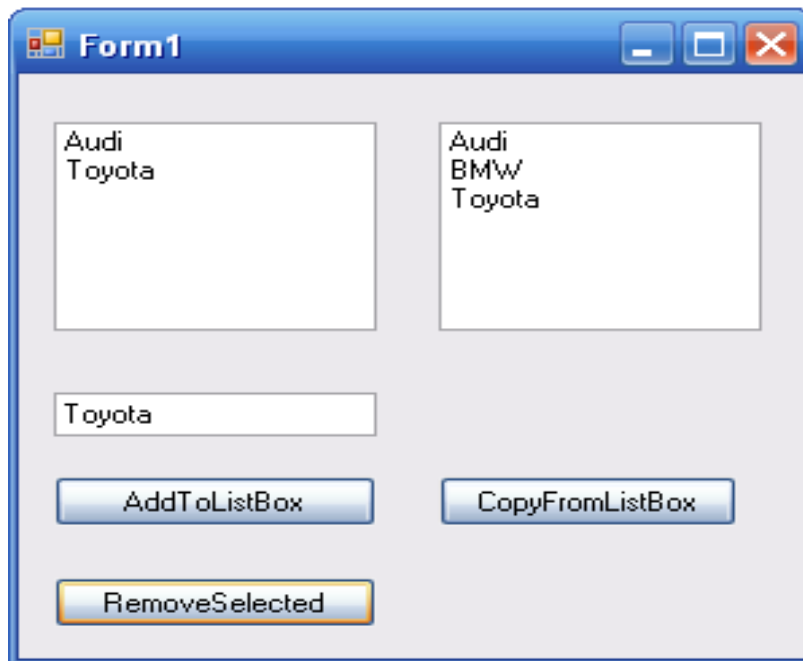 Form1
Audi
Toyota
Audi
BMW
Toyota
Toyota
AddToListBox
CopyFromListBox
RemoveSelected